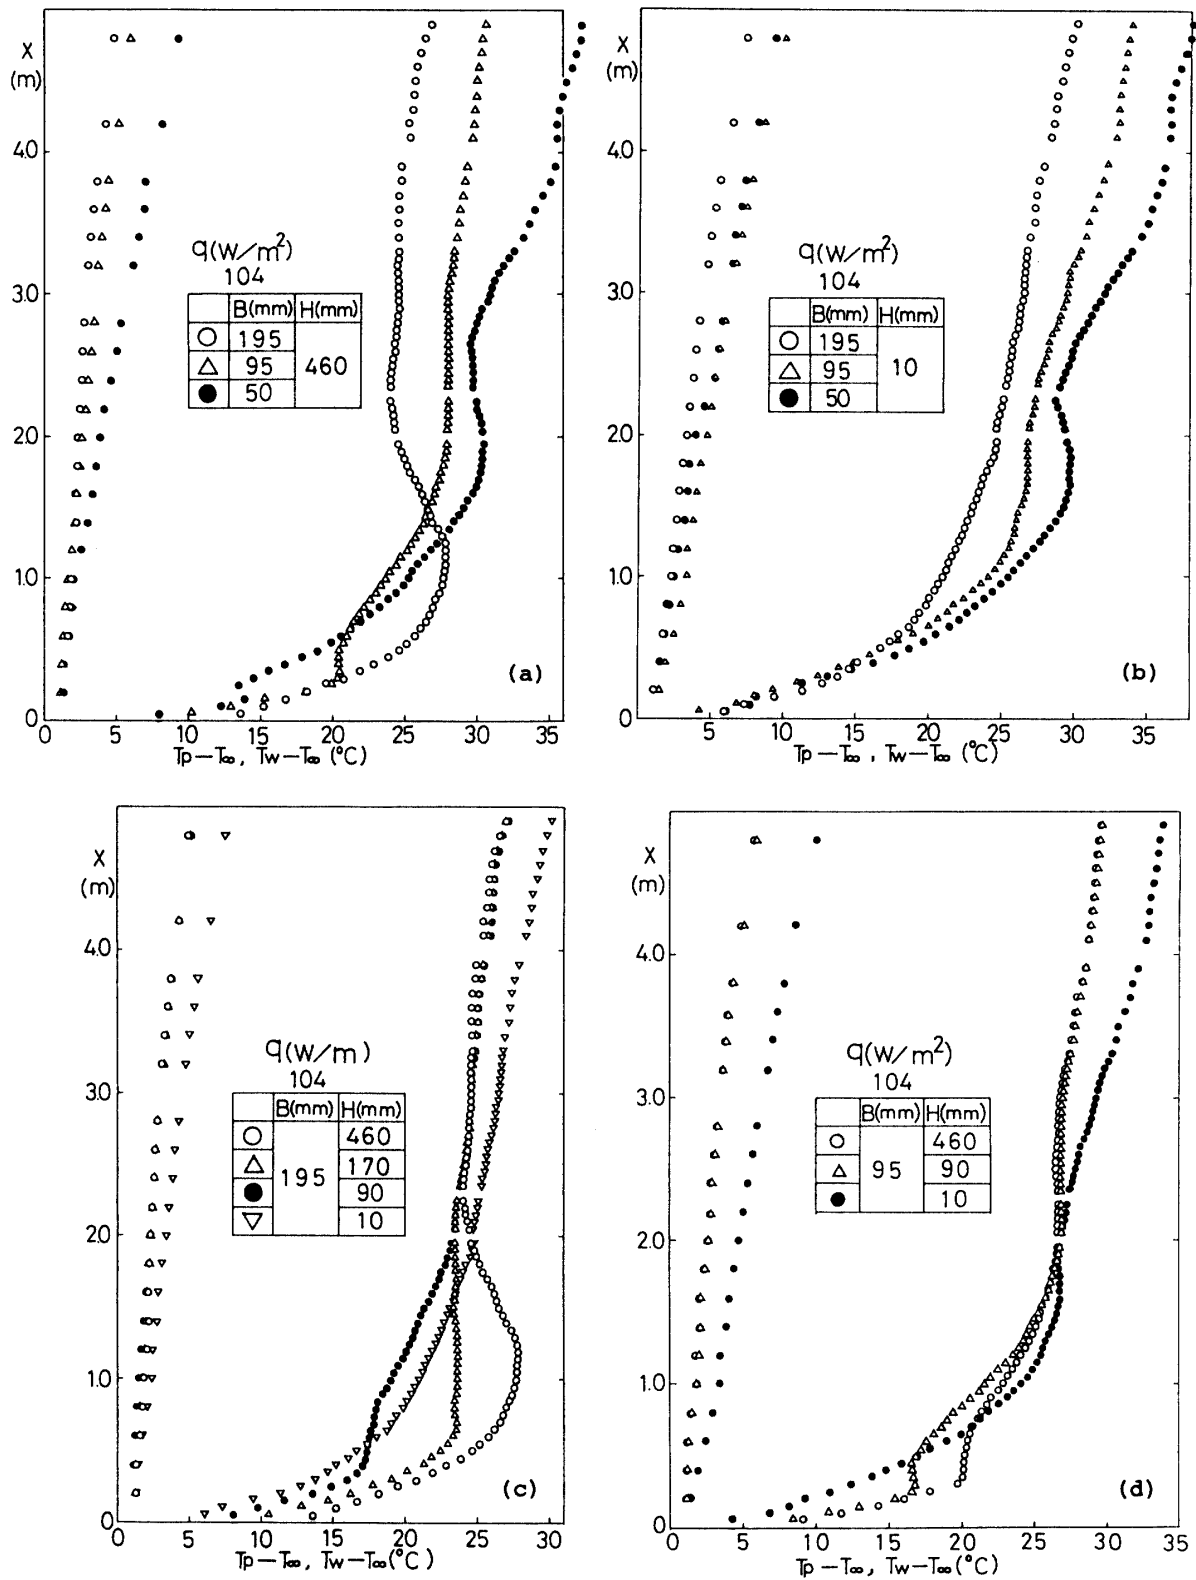 X
(m)
4.0
3.0
2.0
1.0
0
q(W/m²)
104
B(mm) H(mm)
195
95 460
50
(a)
0 5 10 15 20 25 30 35
Tp—T∞, Tw—T∞ (°C)
X
(m)
4.0
3.0
2.0
1.0
0
q(W/m²)
104
B(mm) H(mm)
195
95 10
50
(b)
5 10 15 20 25 30 35
Tp—T∞, Tw—T∞ (°C)
X
(m)
4.0
3.0
2.0
1.0
0
q(W/m)
104
B(mm) H(mm)
460
195 170
90
10
(c)
0 5 10 15 20 25 30
Tp—T∞, Tw—T∞(°C)
X
(m)
4.0
3.0
2.0
1.0
0
q(W/m²)
104
B(mm) H(mm)
460
95 90
10
(d)
0 5 10 15 20 25 30 35
Tp—T∞, Tw—T∞(°C)